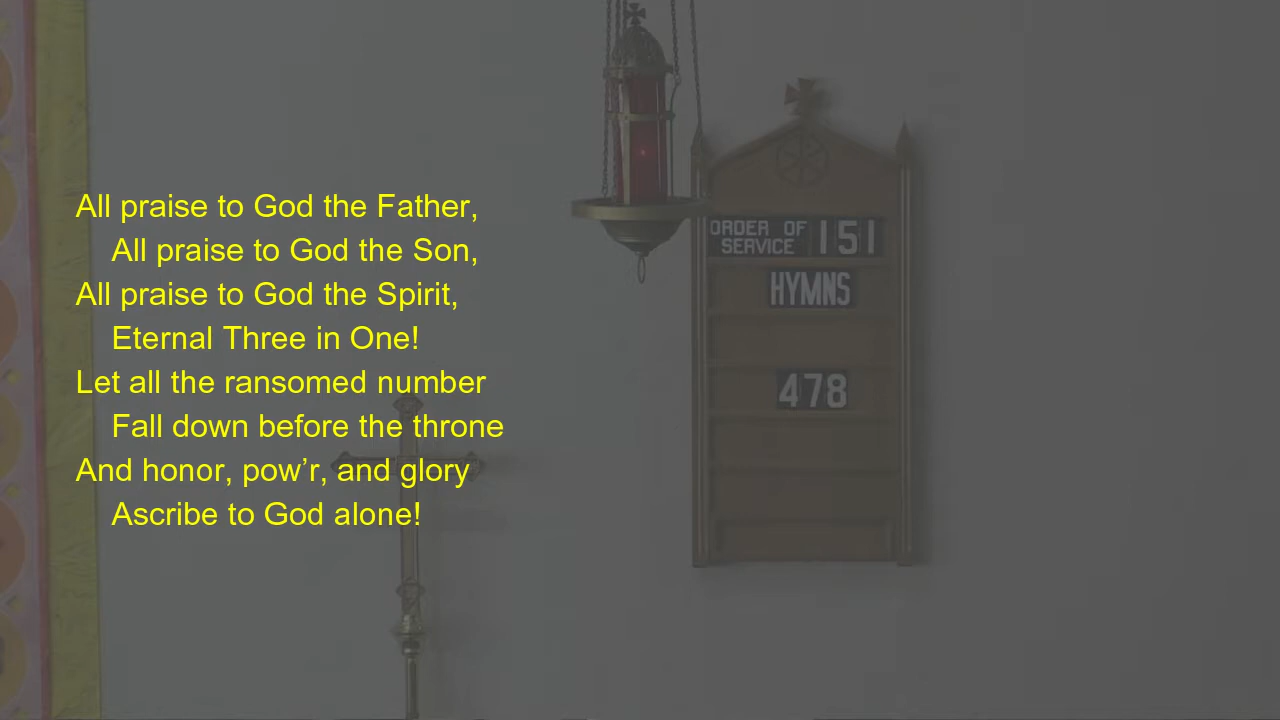 All praise to God the Father,
All praise to God the Son,
All praise to God the Spirit,
Eternal Three in One!
Let all the ransomed number
Fall down before the throne
And honor, pow’r, and glory
Ascribe to God alone!
ORDER OF
SERVICE 151
HYMNS
478